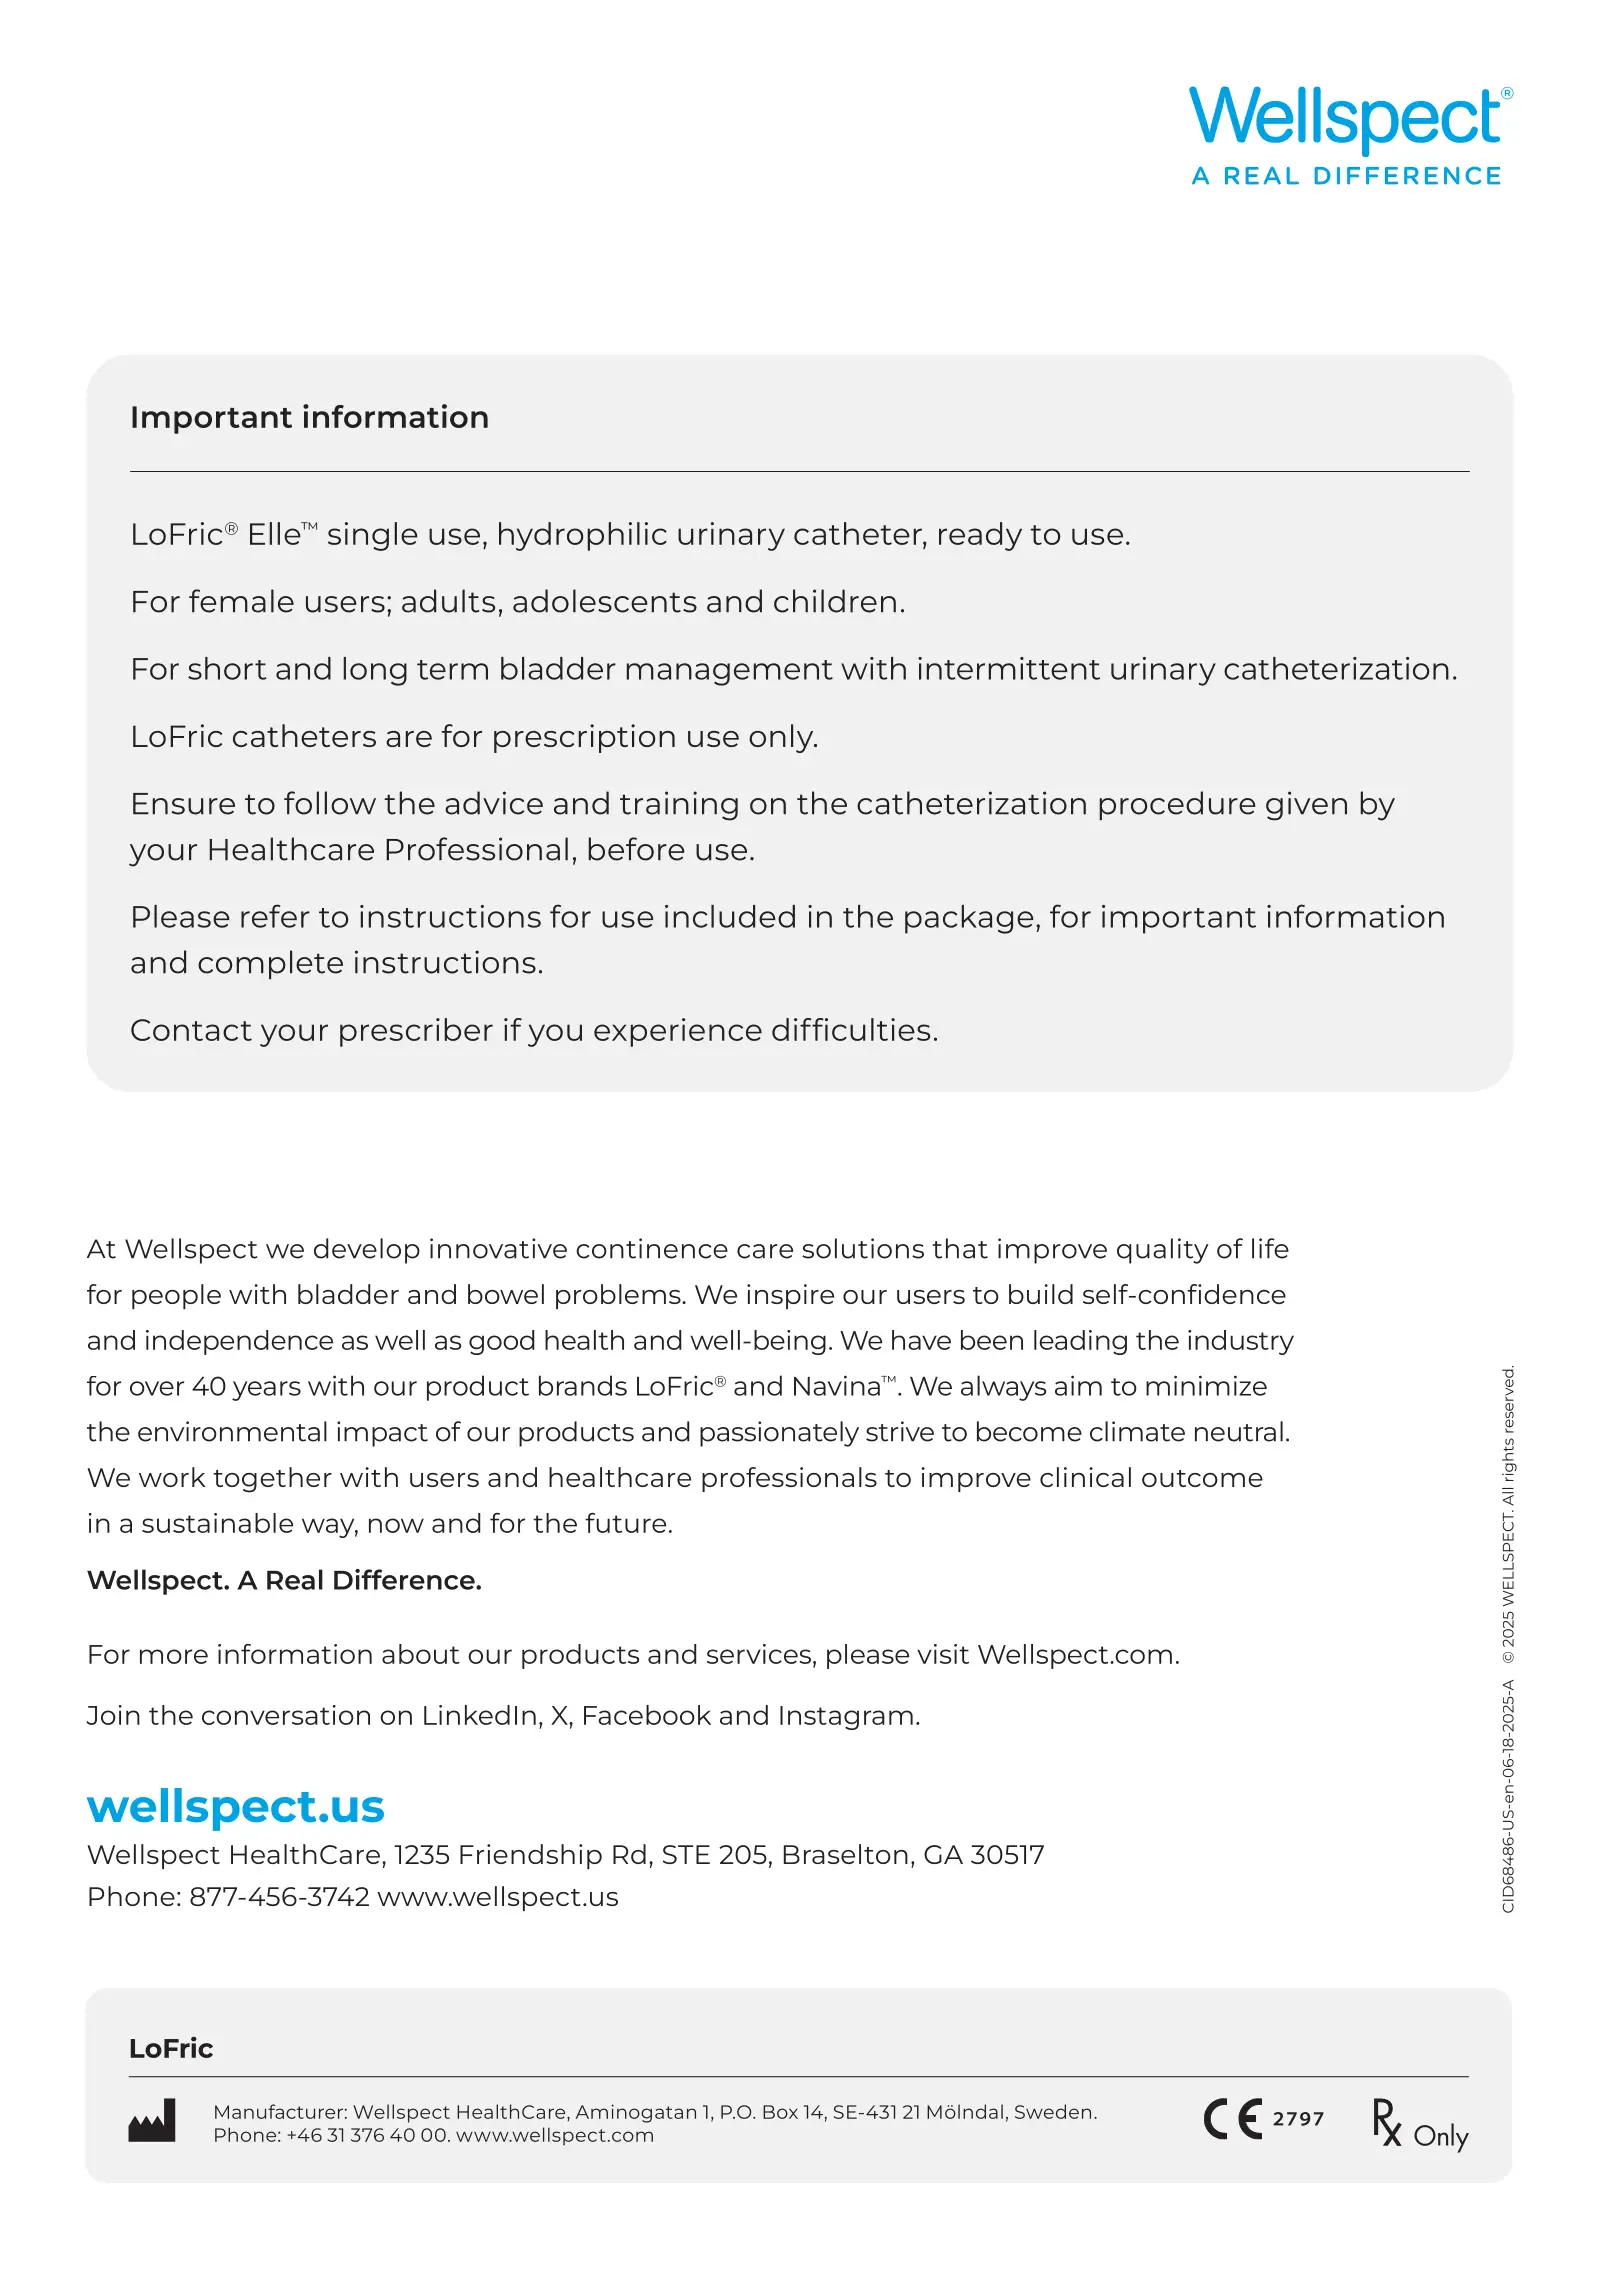 Wellspect®
A REAL DIFFERENCE
Important information
LoFric® Elle™ single use, hydrophilic urinary catheter, ready to use.
For female users; adults, adolescents and children.
For short and long term bladder management with intermittent urinary catheterization.
LoFric catheters are for prescription use only.
Ensure to follow the advice and training on the catheterization procedure given by
your Healthcare Professional, before use.
Please refer to instructions for use included in the package, for important information
and complete instructions.
Contact your prescriber if you experience difficulties.
At Wellspect we develop innovative continence care solutions that improve quality of life
for people with bladder and bowel problems. We inspire our users to build self-confidence
and independence as well as good health and well-being. We have been leading the industry
for over 40 years with our product brands LoFric® and Navina™. We always aim to minimize
the environmental impact of our products and passionately strive to become climate neutral.
We work together with users and healthcare professionals to improve clinical outcome
in a sustainable way, now and for the future.
Wellspect. A Real Difference.
For more information about our products and services, please visit Wellspect.com.
Join the conversation on LinkedIn, X, Facebook and Instagram.
wellspect.us
Wellspect HealthCare, 1235 Friendship Rd, STE 205, Braselton, GA 30517
Phone: 877-456-3742 www.wellspect.us
CID68486-US-en-06-18-2025-A © 2025 WELLSPECT. All rights reserved.
LoFric
Manufacturer: Wellspect HealthCare, Aminogatan 1, P.O. Box 14, SE-431 21 Mölndal, Sweden.
Phone: +46 31 376 40 00. www.wellspect.com
CE 2797
Rx Only